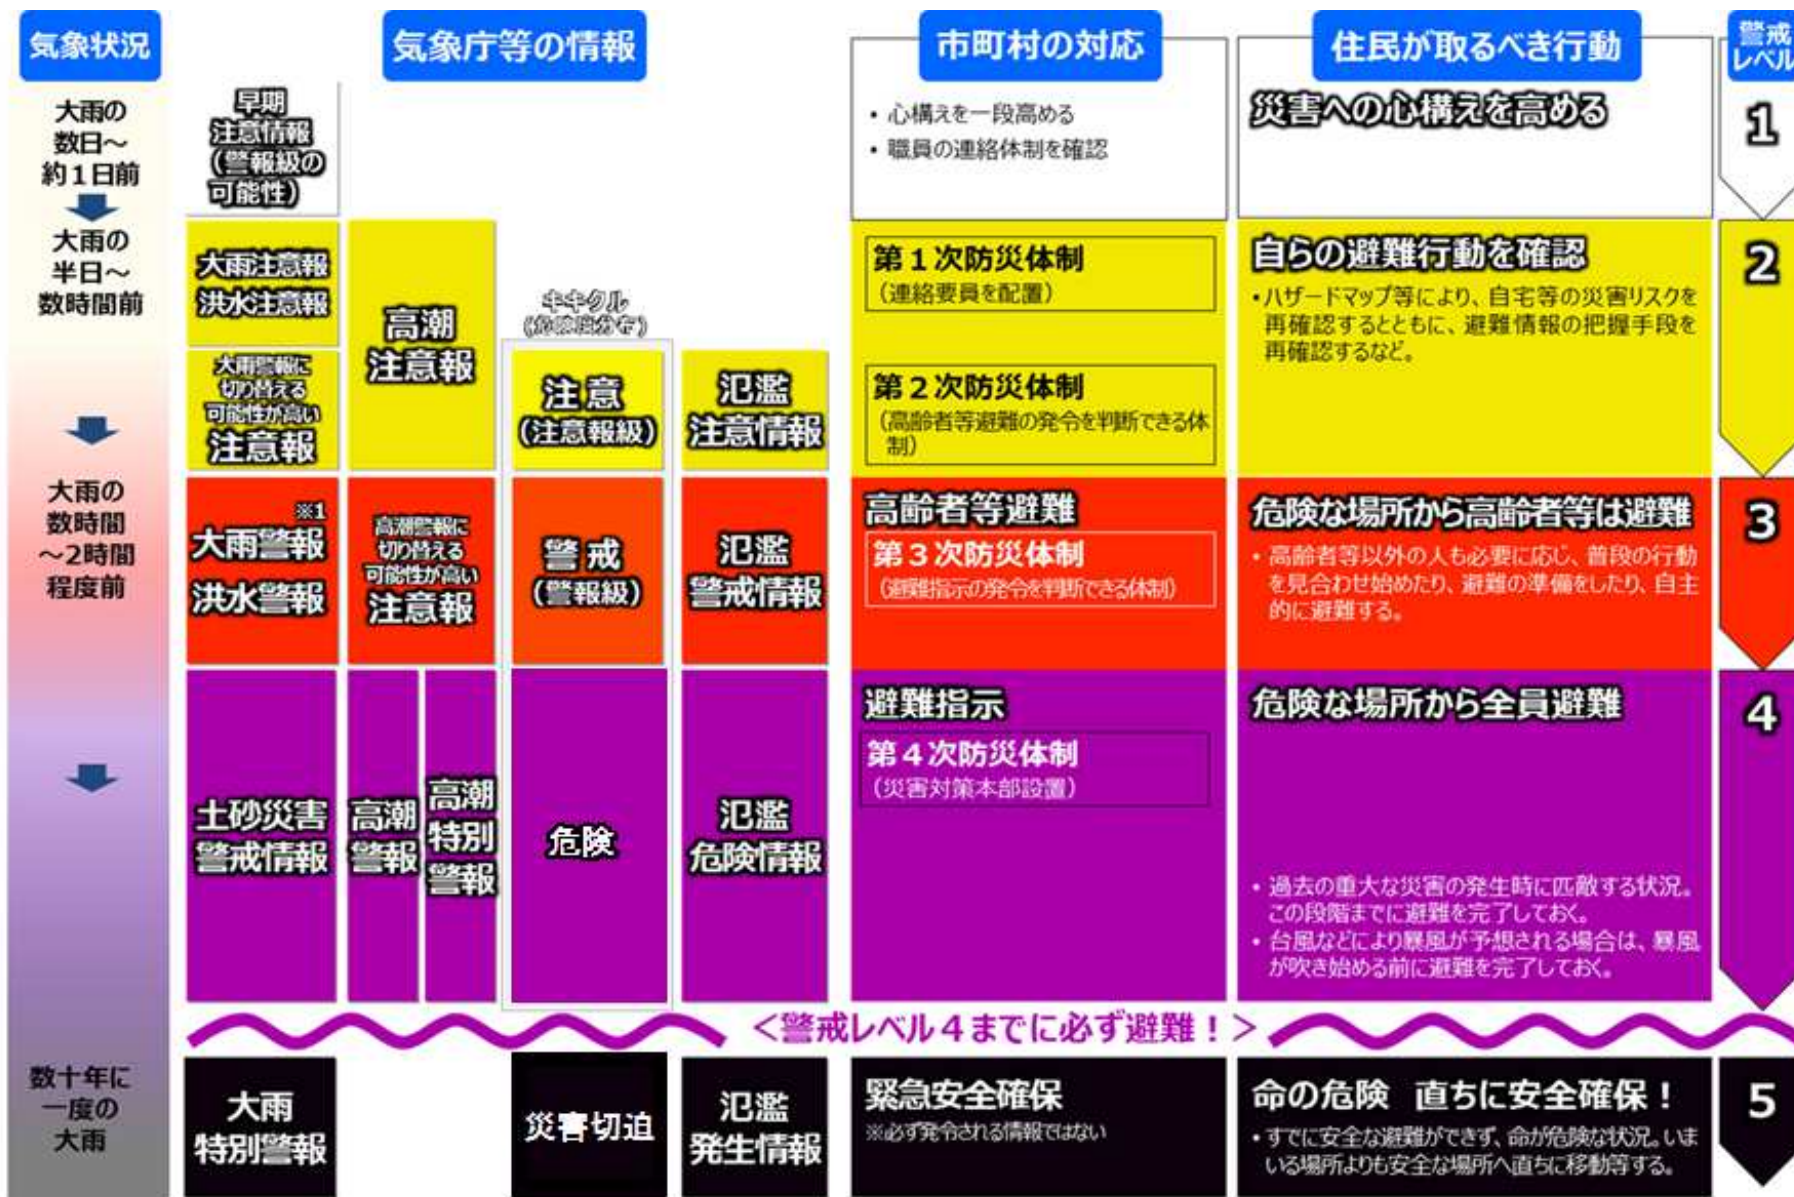 気象状況
気象庁等の情報
市町村の対応
住民が取るべき行動
警戒
レベル
大雨の
数日～
約１日前
早期
注意情報
（警報級の
可能性）
• 心構えを一段高める
• 職員の連絡体制を確認
災害への心構えを高める
1
大雨の
半日～
数時間前
大雨注意報
洪水注意報
大雨警報に
切り替える
可能性が高い
注意報
高潮
注意報
キキクル
（危険度分布）
注意
（注意報級）
氾濫
注意情報
第１次防災体制
（連絡要員を配置）
第２次防災体制
（高齢者等避難の発令を判断できる体
制）
自らの避難行動を確認
• ハザードマップ等により、自宅等の災害リスクを
再確認するとともに、避難情報の把握手段を
再確認するなど。
2
大雨の
数時間
～2時間
程度前
※1
大雨警報
洪水警報
高潮警報に
切り替える
可能性が高い
注意報
警戒
（警報級）
氾濫
警戒情報
高齢者等避難
第３次防災体制
（避難指示の発令を判断できる体制）
危険な場所から高齢者等は避難
• 高齢者等以外の人も必要に応じ、普段の行動
を見合わせ始めたり、避難の準備をしたり、自主
的に避難する。
3
土砂災害
警戒情報
高潮
警報
高潮
特別
警報
危険
氾濫
危険情報
避難指示
第４次防災体制
（災害対策本部設置）
危険な場所から全員避難
• 過去の重大な災害の発生時に匹敵する状況。
この段階までに避難を完了しておく。
• 台風などにより暴風が予想される場合は、暴風
が吹き始める前に避難を完了しておく。
4
＜警戒レベル４までに必ず避難！＞
数十年に
一度の
大雨
大雨
特別警報
災害切迫
氾濫
発生情報
緊急安全確保
※必ず発令される情報ではない
命の危険 直ちに安全確保！
• すでに安全な避難ができず、命が危険な状況。いま
いる場所よりも安全な場所へ直ちに移動等する。
5